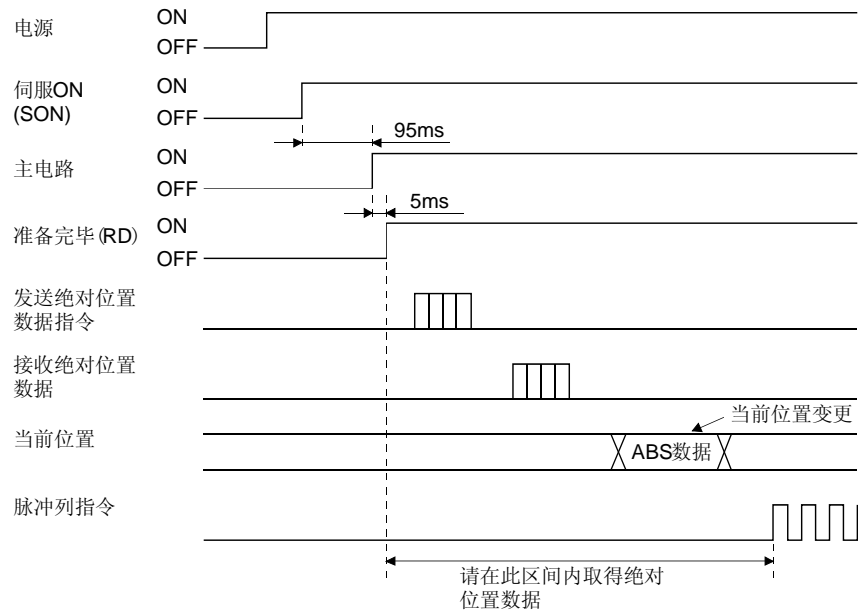 电源
ON
OFF
伺服ON
(SON)
ON
OFF
95ms
主电路
ON
OFF
5ms
准备完毕(RD)
ON
OFF
发送绝对位置
数据指令
接收绝对位置
数据
当前位置变更
当前位置
ABS数据
脉冲列指令
请在此区间内取得绝对
位置数据